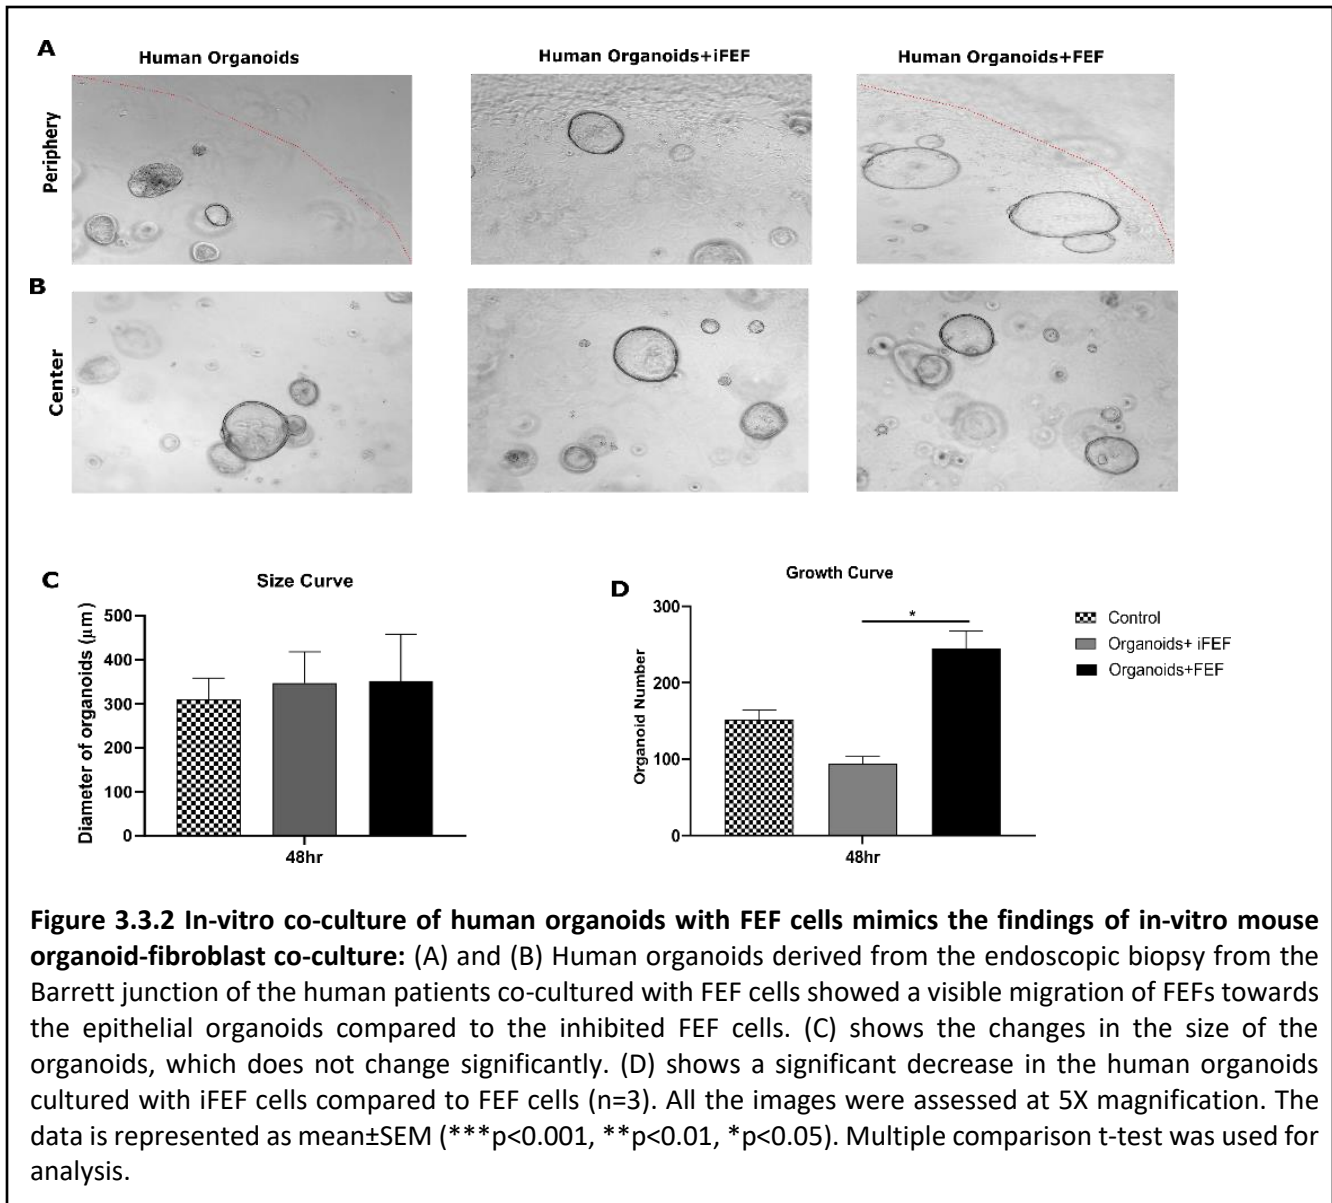 A
Human Organoids
Human Organoids+iFEF
Human Organoids+FEF
Periphery
B
Center
C
Size Curve
Diameter of organoids (µm)
500
400
300
200
100
0
48hr
D
Growth Curve
Organoid Number
300
200
100
0
48hr
*
Control
Organoids+ iFEF
Organoids+FEF
Figure 3.3.2 In-vitro co-culture of human organoids with FEF cells mimics the findings of in-vitro mouse
organoid-fibroblast co-culture: (A) and (B) Human organoids derived from the endoscopic biopsy from the
Barrett junction of the human patients co-cultured with FEF cells showed a visible migration of FEFs towards
the epithelial organoids compared to the inhibited FEF cells. (C) shows the changes in the size of the
organoids, which does not change significantly. (D) shows a significant decrease in the human organoids
cultured with iFEF cells compared to FEF cells (n=3). All the images were assessed at 5X magnification. The
data is represented as mean±SEM (***p<0.001, **p<0.01, *p<0.05). Multiple comparison t-test was used for
analysis.